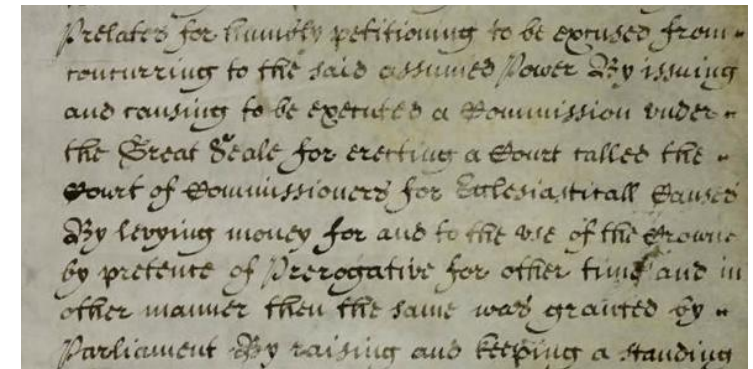 Prelates for humbly petitioning to be excused from
concurring to the said assumed Power By issuing
and causing to be executed a Commission vnder
the Great Seale for erecting a Court called the
Court of Commissioners for Ecclesiasticall Causes
By levying money for and to the vse of the Crowne
by pretence of Prerogative for other time and in
other manner then the same was granted by
Parliament By raising and keeping a standing